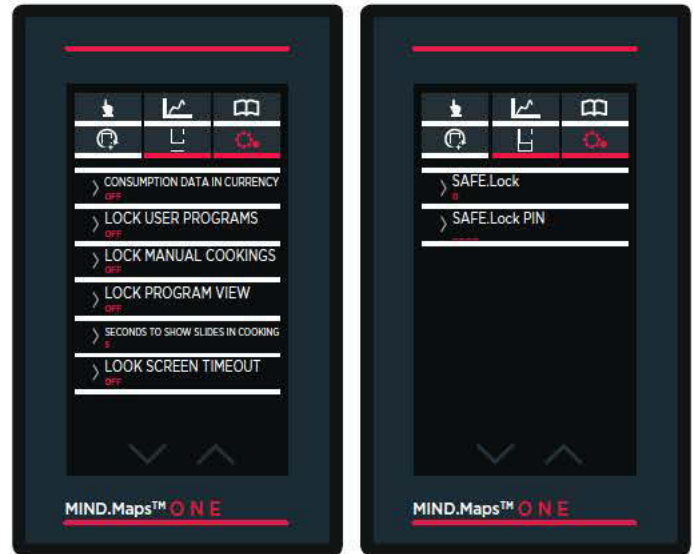 CONSUMPTION DATA IN CURRENCY
OFF
LOCK USER PROGRAMS
OFF
LOCK MANUAL COOKINGS
OFF
LOCK PROGRAM VIEW
OFF
SECONDS TO SHOW SLIDES IN COOKING
5
LOOK SCREEN TIMEOUT
OFF
MIND.Maps™ ONE
SAFE.Lock
0
SAFE.Lock PIN
----
MIND.Maps™ ONE